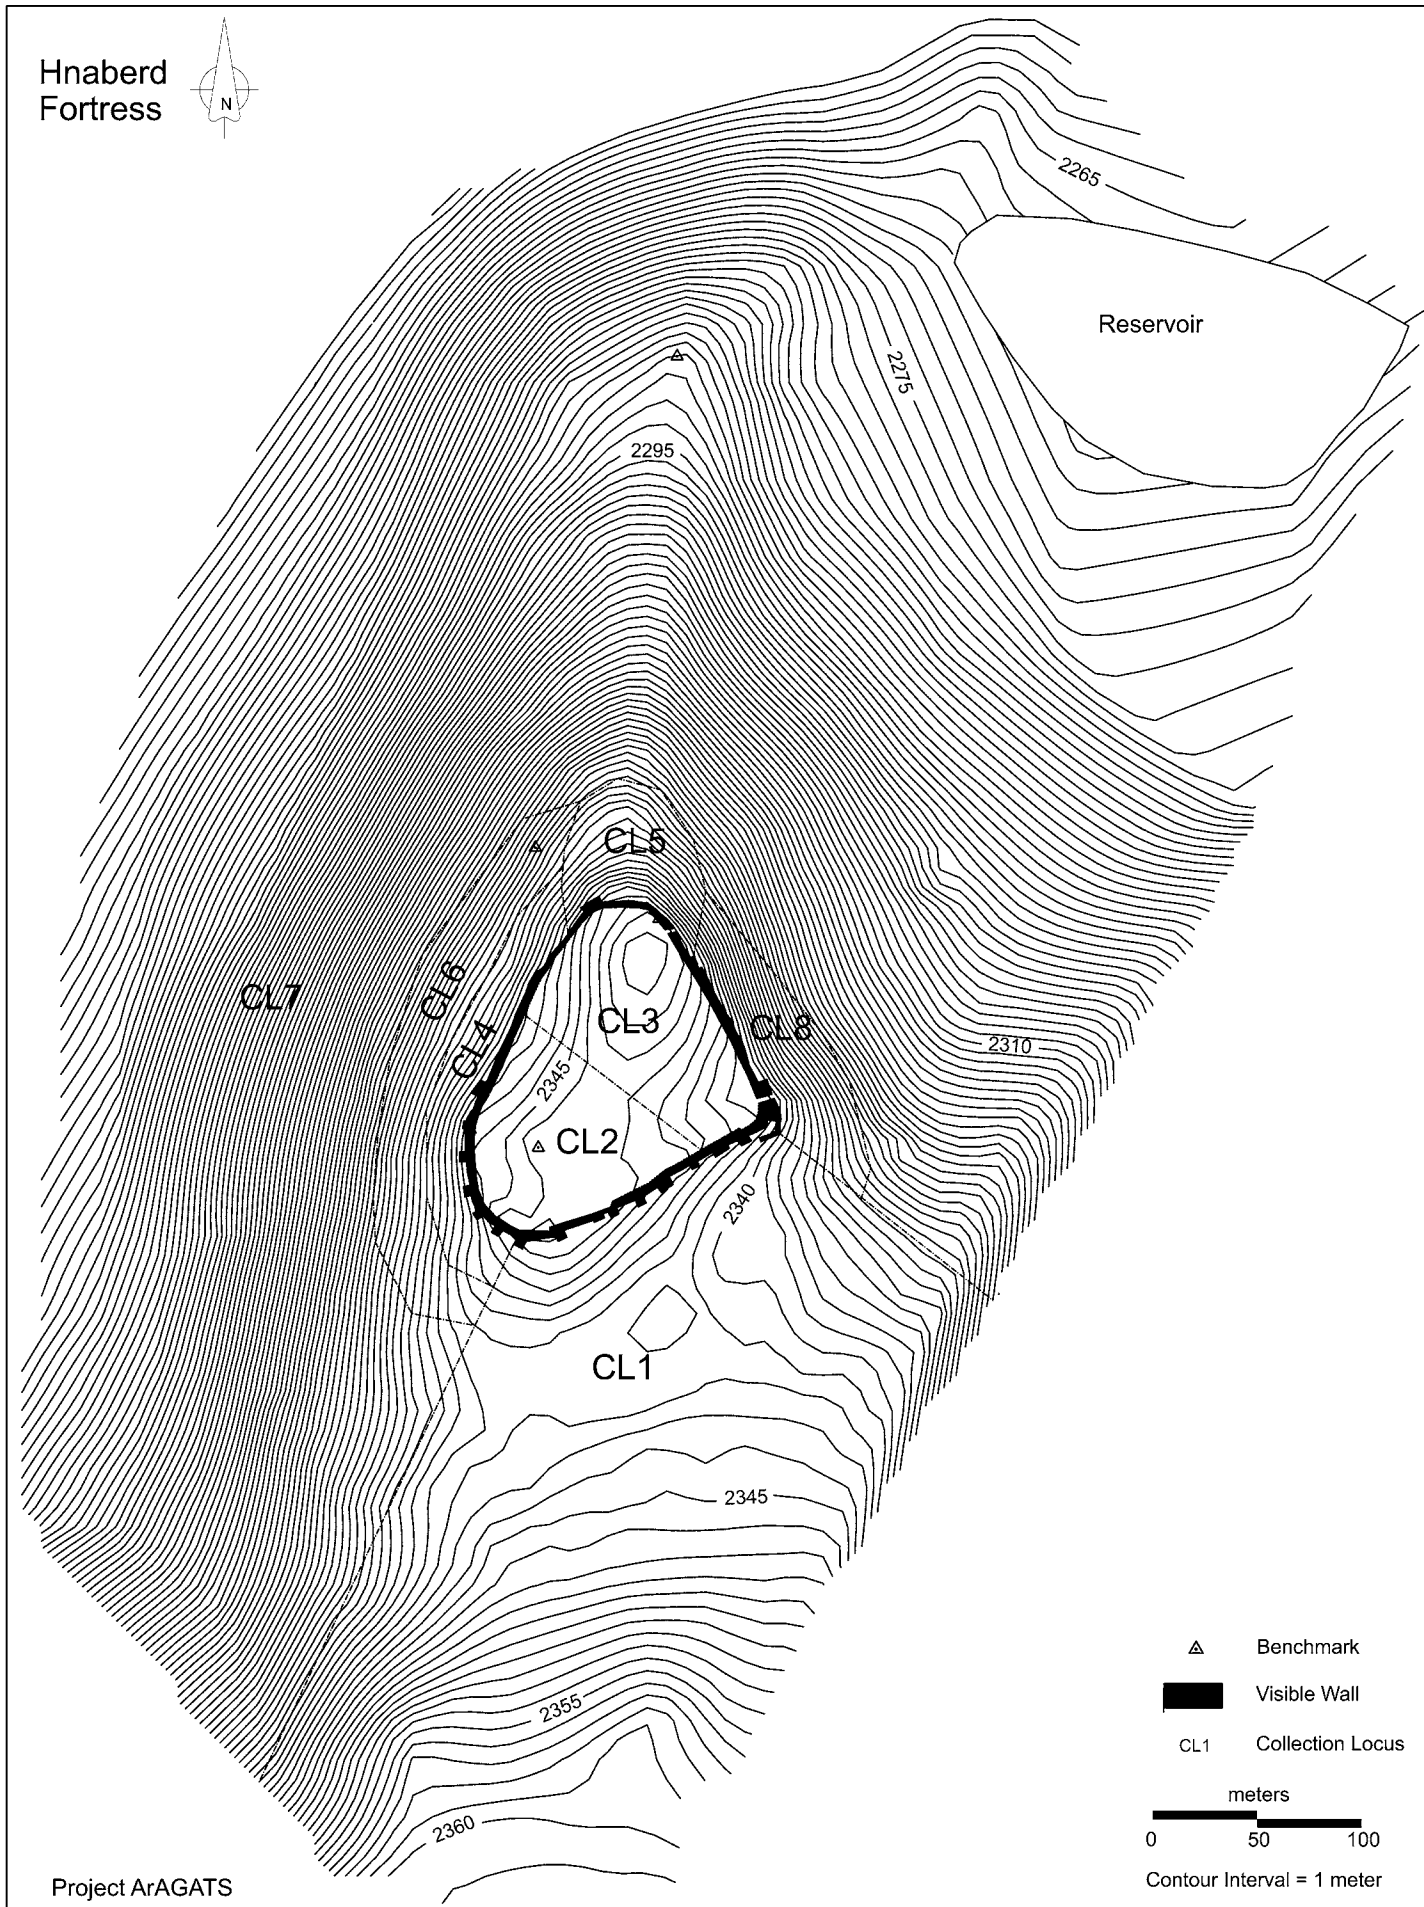 Hnaberd
Fortress
N
2265
Reservoir
2275
2295
CL5
CL6
CL7
CL4
CL3
CL8
2310
2345
CL2
2340
CL1
2345
2355
2360
Benchmark
Visible Wall
CL1 Collection Locus
meters
0 50 100
Contour Interval = 1 meter
Project ArAGATS